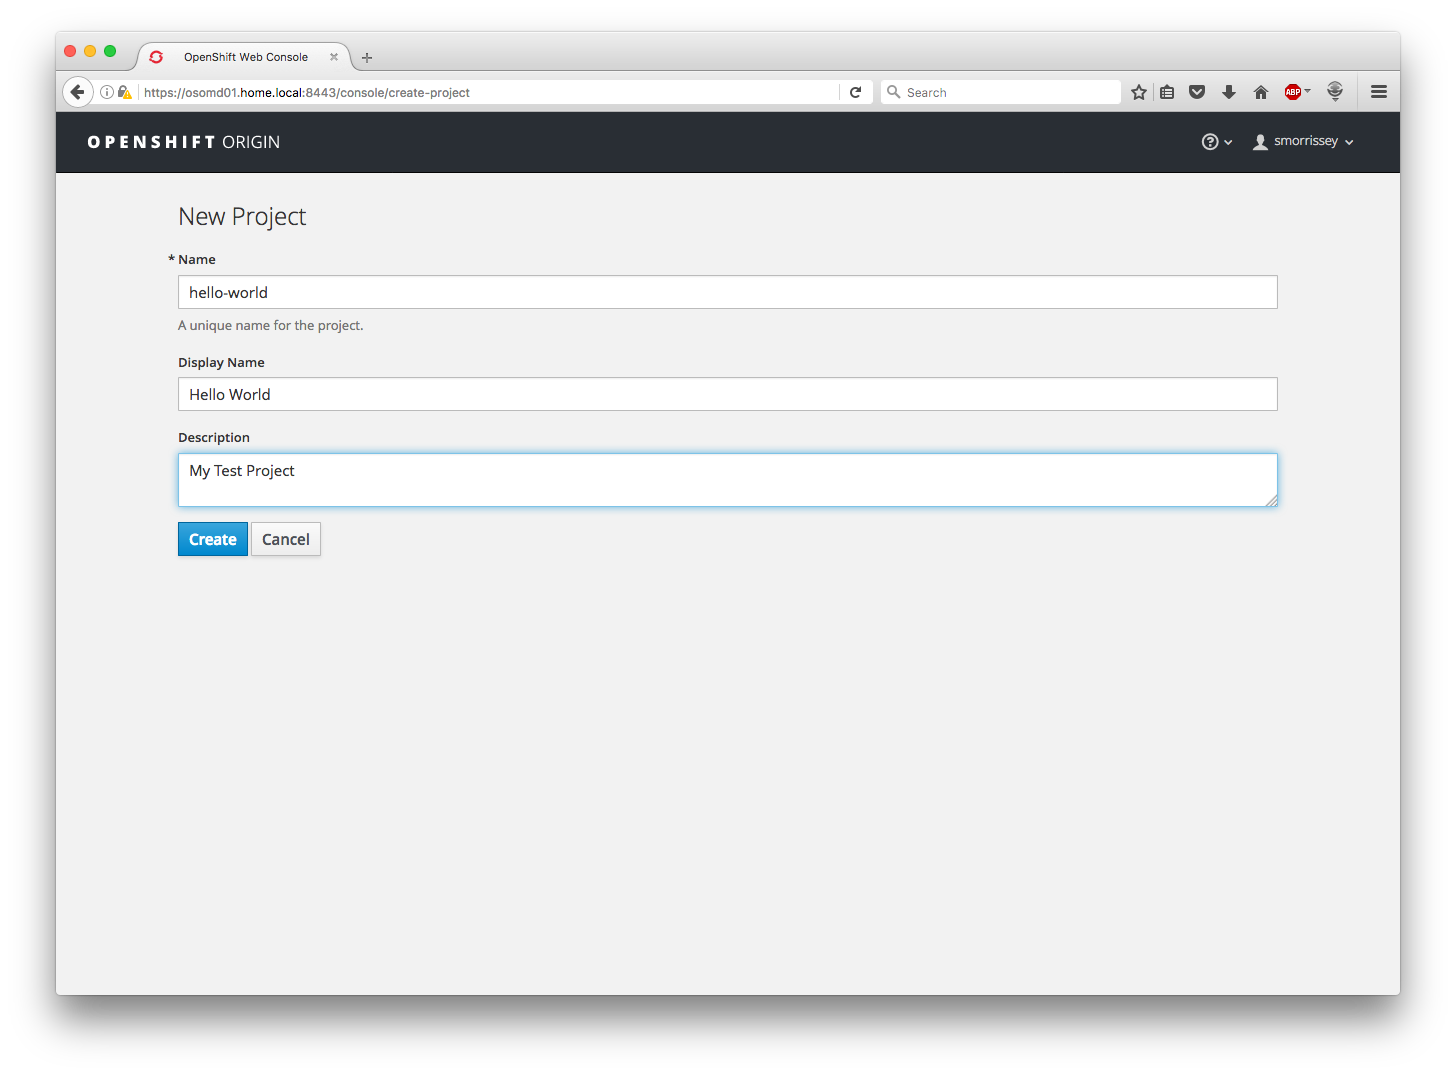 OpenShift Web Console
https://osomd01.home.local:8443/console/create-project
Search
ABP
OPENSHIFT ORIGIN
smorrissey
New Project
* Name
hello-world
A unique name for the project.
Display Name
Hello World
Description
My Test Project
Create Cancel